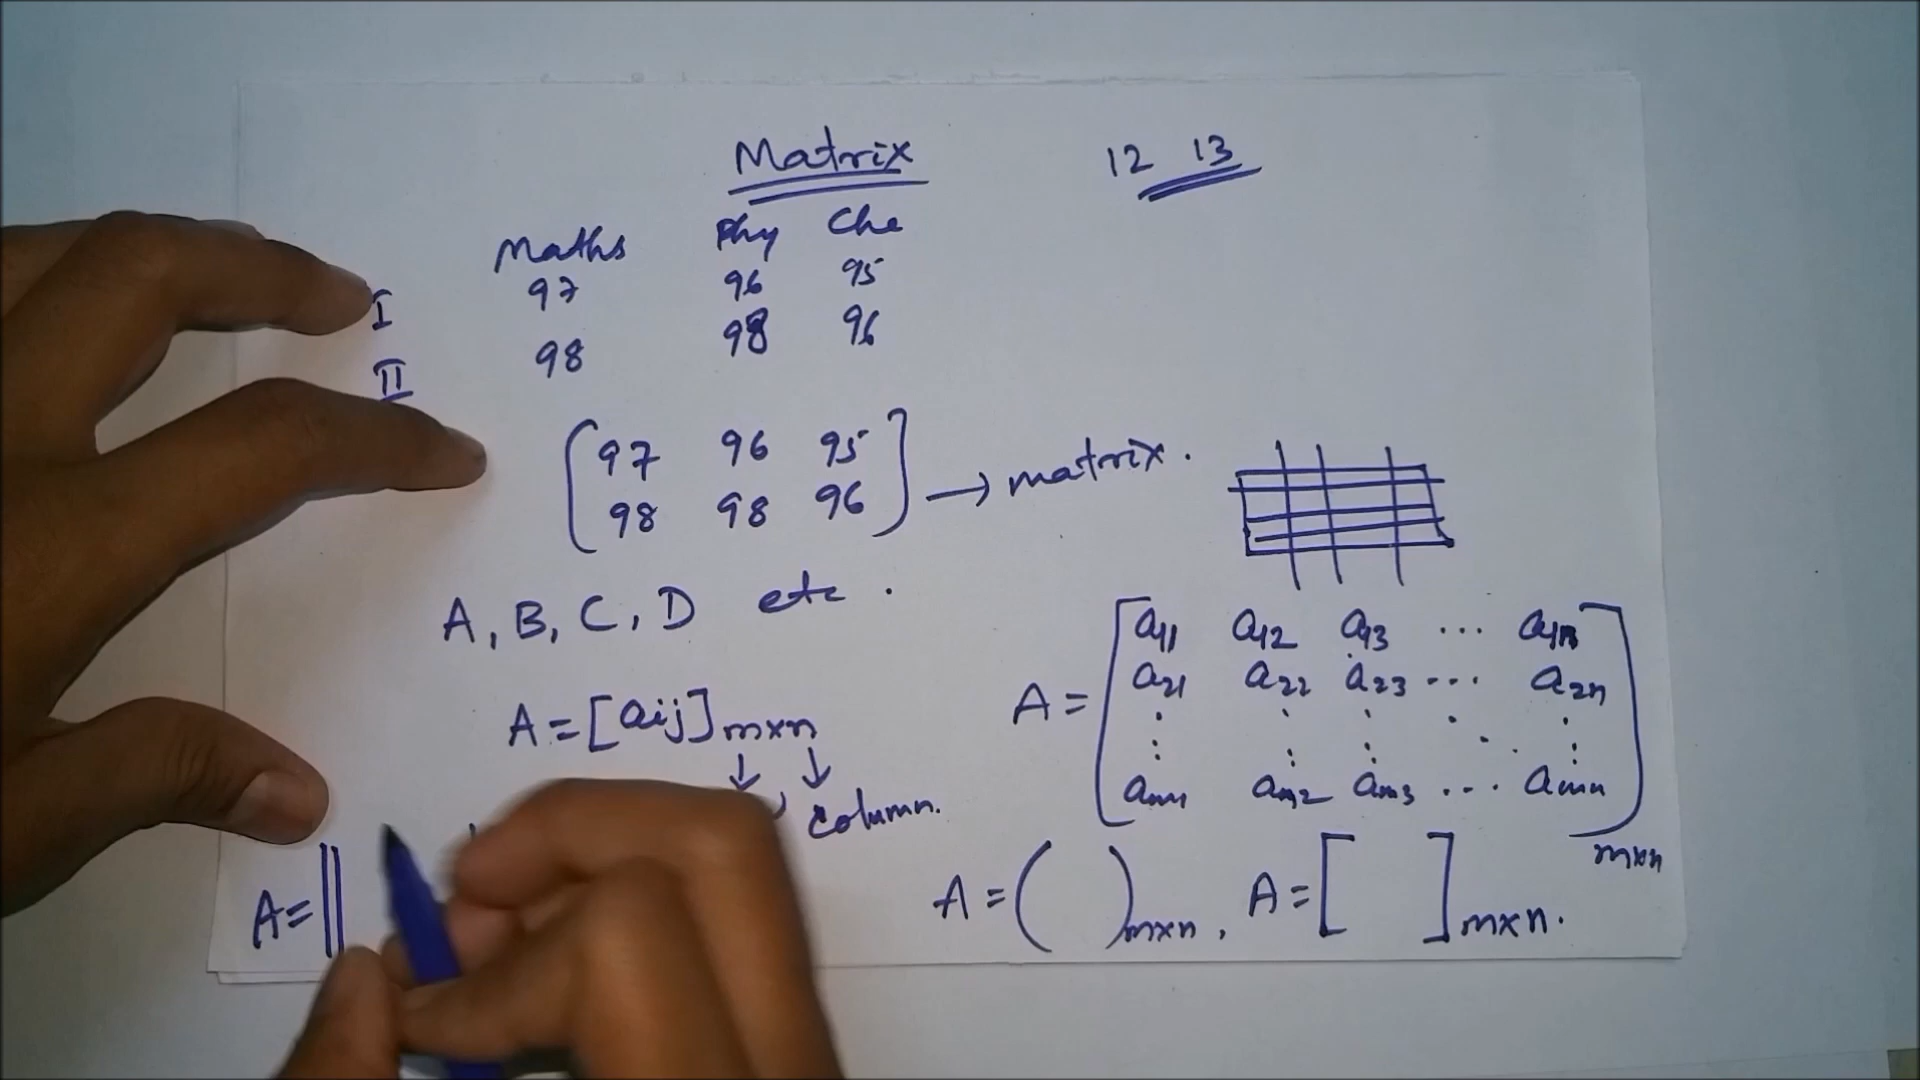 Matrix
12 13
Maths Phy Che
I 97 96 95
II 98 98 96
[97 96 95
98 98 96] → matrix.
A, B, C, D etc.
A = [aij]m×n
↓ ↓
, column.
A = [a11 a12 a13 ... a1n
a21 a22 a23 ... a2n
⋮ ⋮ ⋮ ⋱ ⋮
am1 am2 am3 ... amn]m×n
A = || A = ( )m×n, A = [ ]m×n.